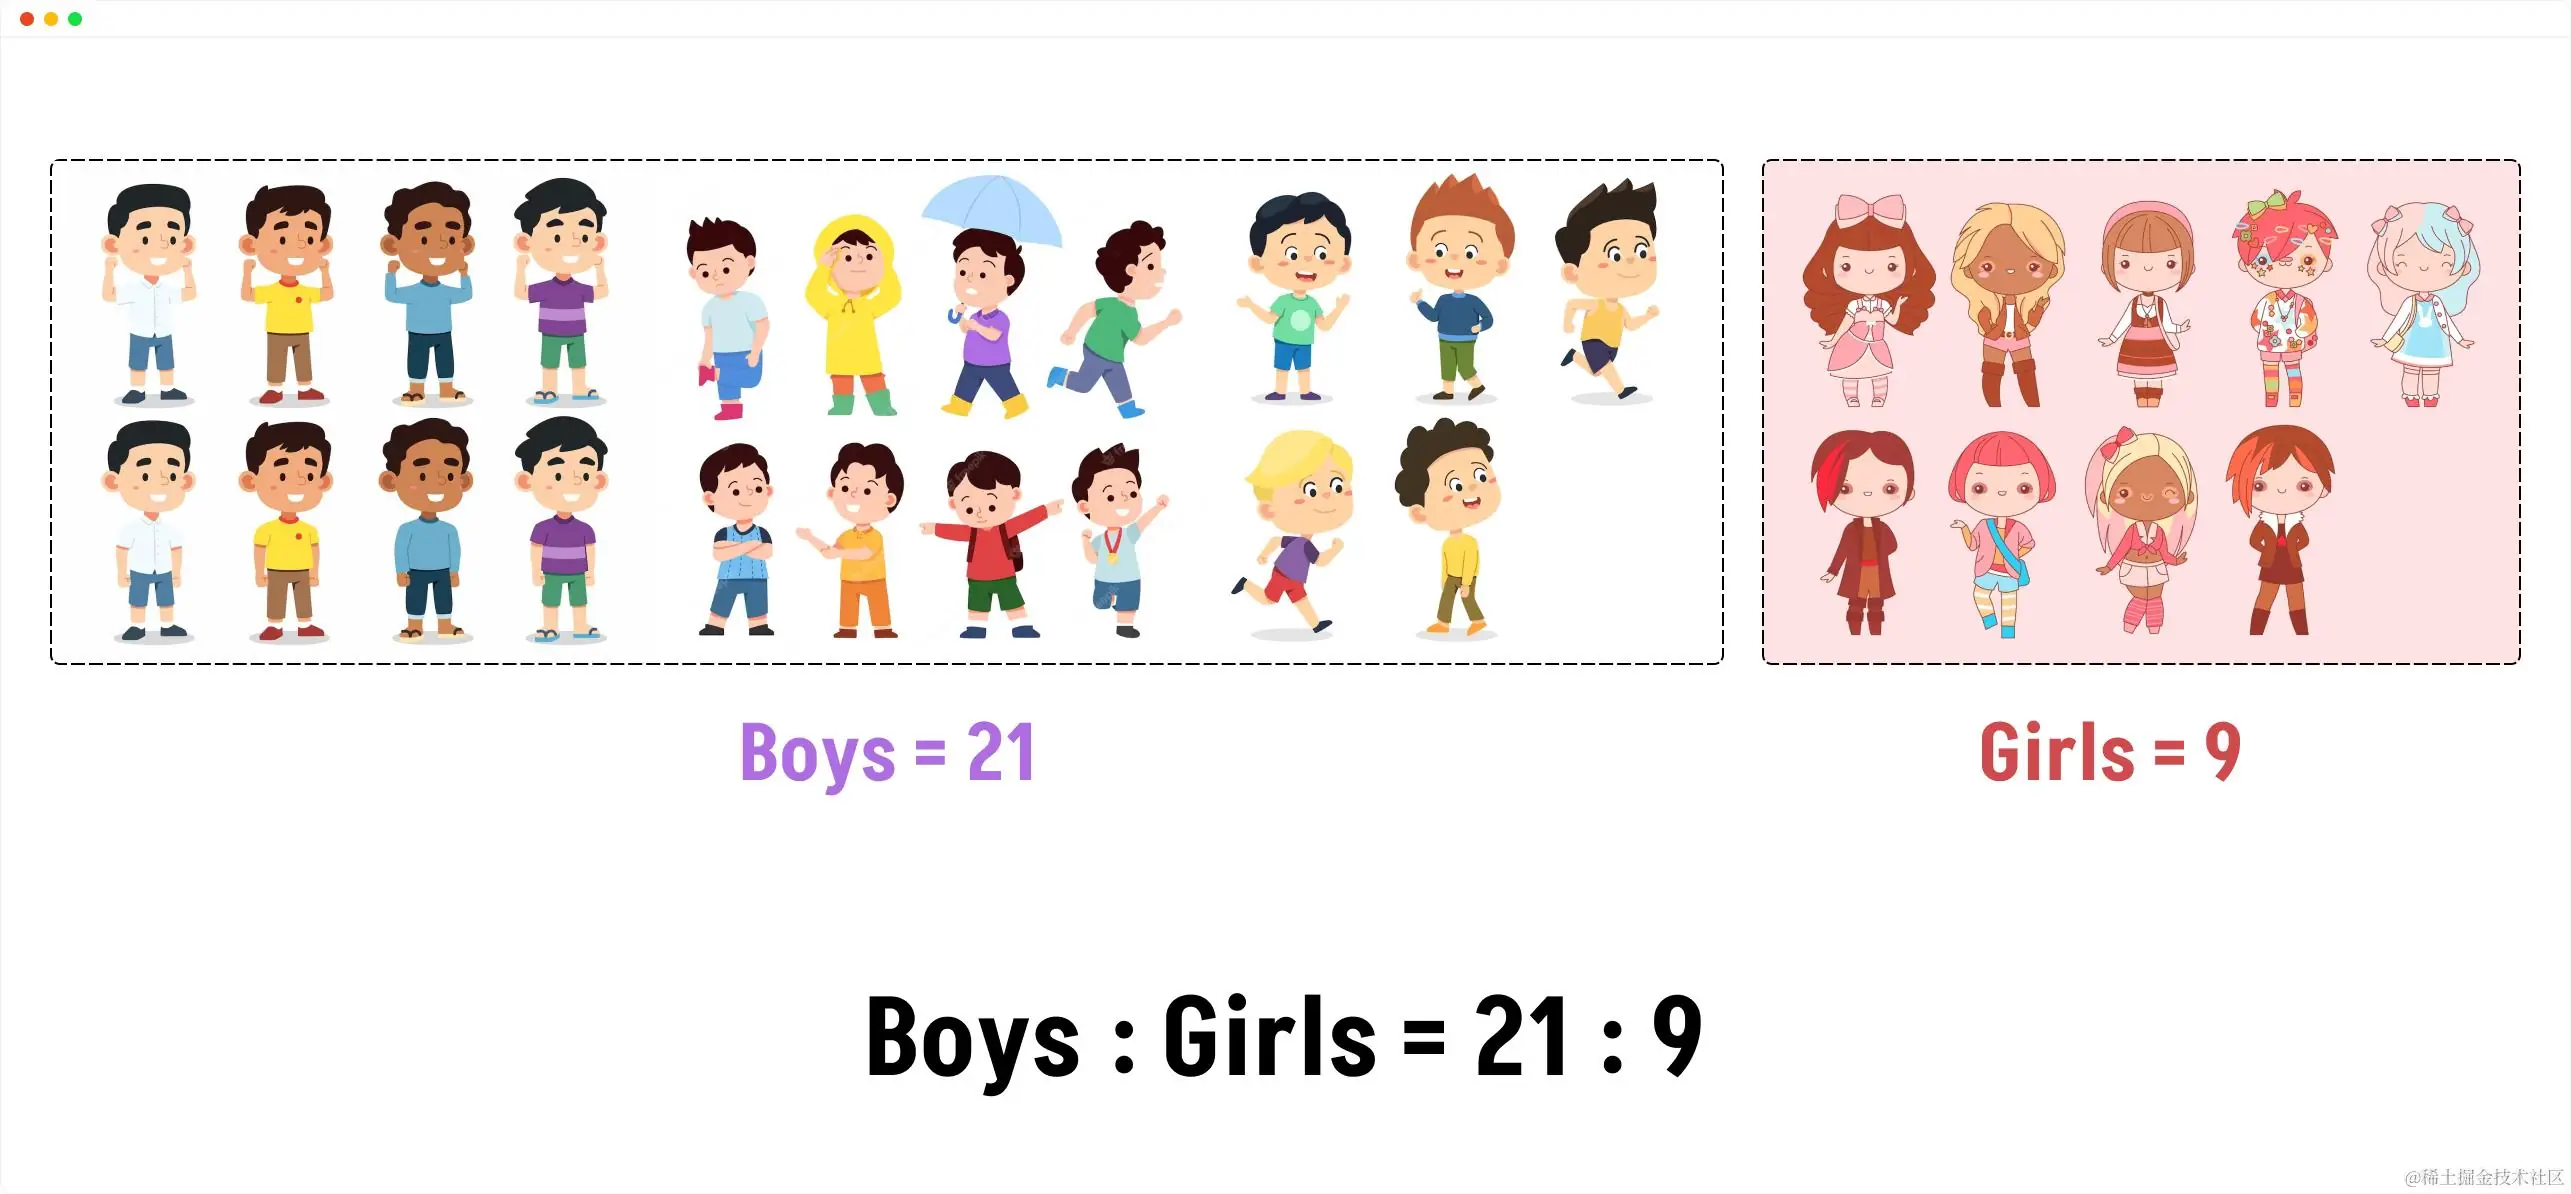 Boys = 21
Girls = 9
Boys : Girls = 21 : 9
@稀土掘金技术社区